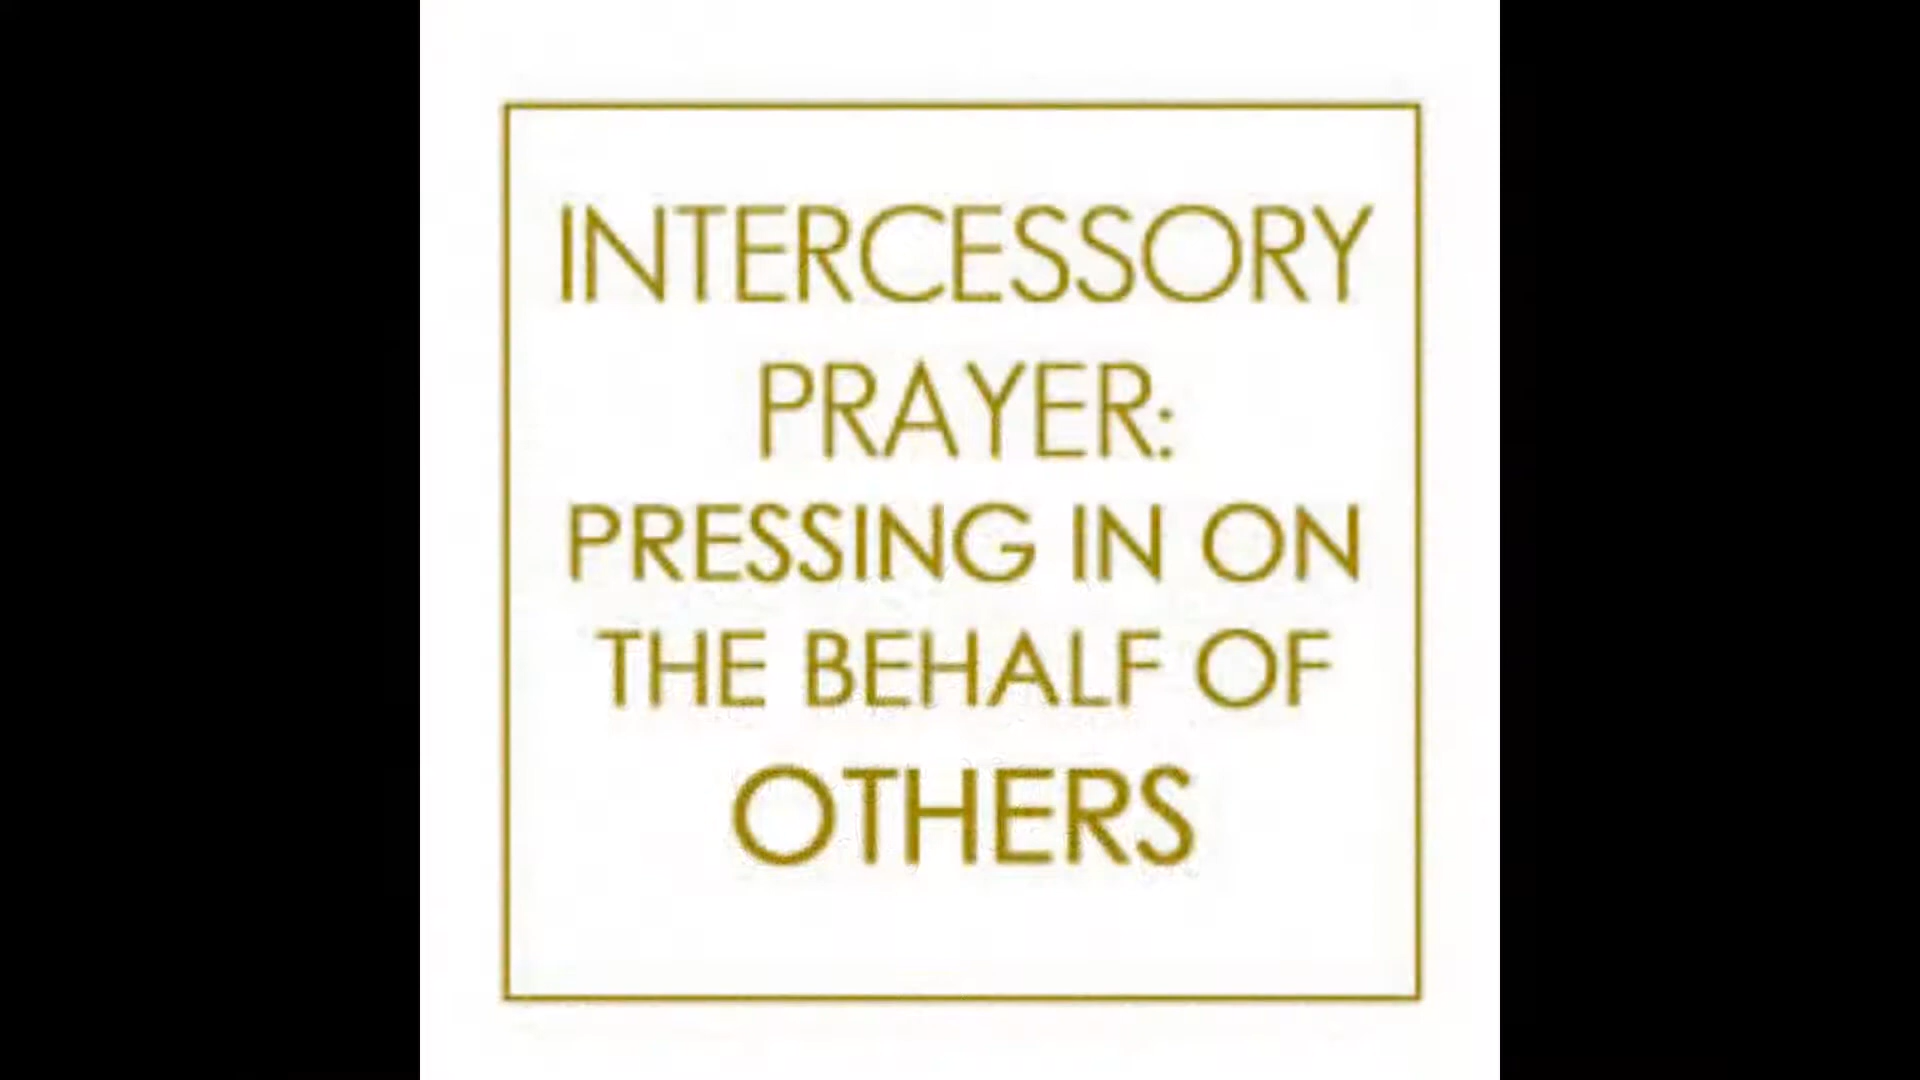 INTERCESSORY
PRAYER:
PRESSING IN ON
THE BEHALF OF
OTHERS